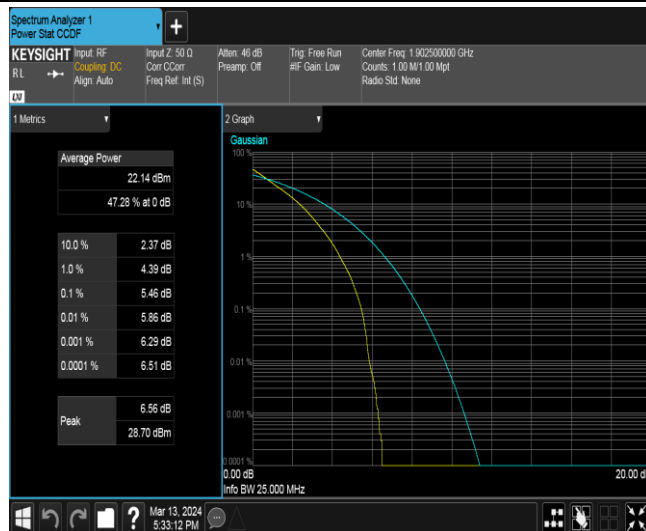 Spectrum Analyzer 1
Power Stat CCDF
+
KEYSIGHT
RL
LXI
Input: RF
Coupling: DC
Align: Auto
Input Z: 50 Ω
Corr CCorr
Freq Ref: Int (S)
Atten: 46 dB
Preamp: Off
Trig: Free Run
#IF Gain: Low
Center Freq: 1.902500000 GHz
Counts: 1.00 M/1.00 Mpt
Radio Std: None
1 Metrics
Average Power
22.14 dBm
47.28 % at 0 dB
10.0 % 2.37 dB
1.0 % 4.39 dB
0.1 % 5.46 dB
0.01 % 5.86 dB
0.001 % 6.29 dB
0.0001 % 6.51 dB
Peak
6.56 dB
28.70 dBm
2 Graph
Gaussian
100 %
10 %
1 %
0.1 %
0.01 %
0.001 %
0.0001 %
0.00 dB
20.00 d
Info BW 25.000 MHz
?
Mar 13, 2024
5:33:12 PM